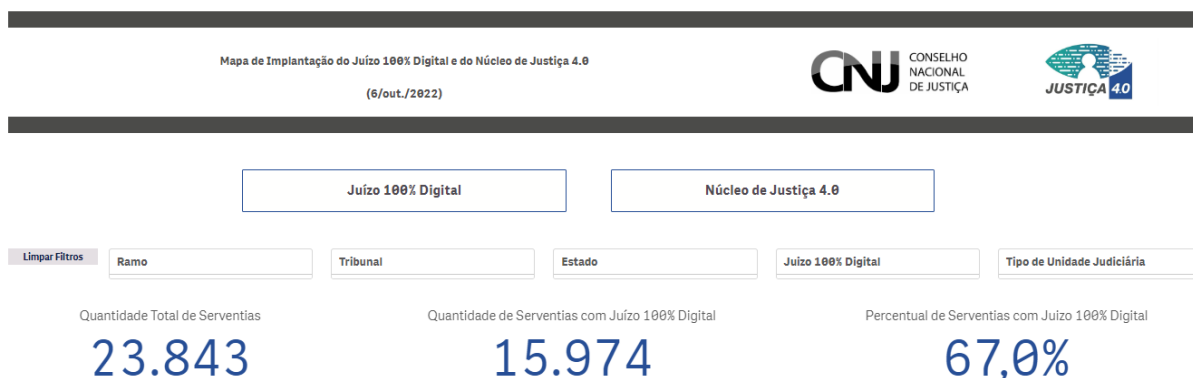 Mapa de Implantação do Juízo 100% Digital e do Núcleo de Justiça 4.0
(6/out./2022)
CNJ
CONSELHO
NACIONAL
DE JUSTIÇA
JUSTIÇA 4.0
Juízo 100% Digital
Núcleo de Justiça 4.0
Limpar Filtros
Ramo
Tribunal
Estado
Juizo 100% Digital
Tipo de Unidade Judiciária
Quantidade Total de Serventias
23.843
Quantidade de Serventias com Juízo 100% Digital
15.974
Percentual de Serventias com Juizo 100% Digital
67,0%